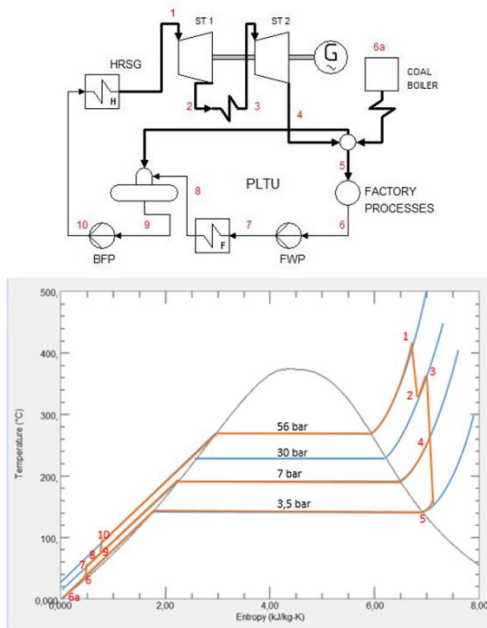 1
ST 1
ST 2
6a
HRSG
G
COAL
BOILER
H
2
3
4
5
PLTU
8
FACTORY
PROCESSES
10
9
F
7
6
BFP
FWP
500,
400,
300,
200,
100,
0,000
Temperature (°C)
1
3
2
56 bar
30 bar
4
7 bar
3,5 bar
5
10
8
9
7
6
6a
0,00
2,00
4,00
6,00
8,00
Entropy (kJ/kg-K)